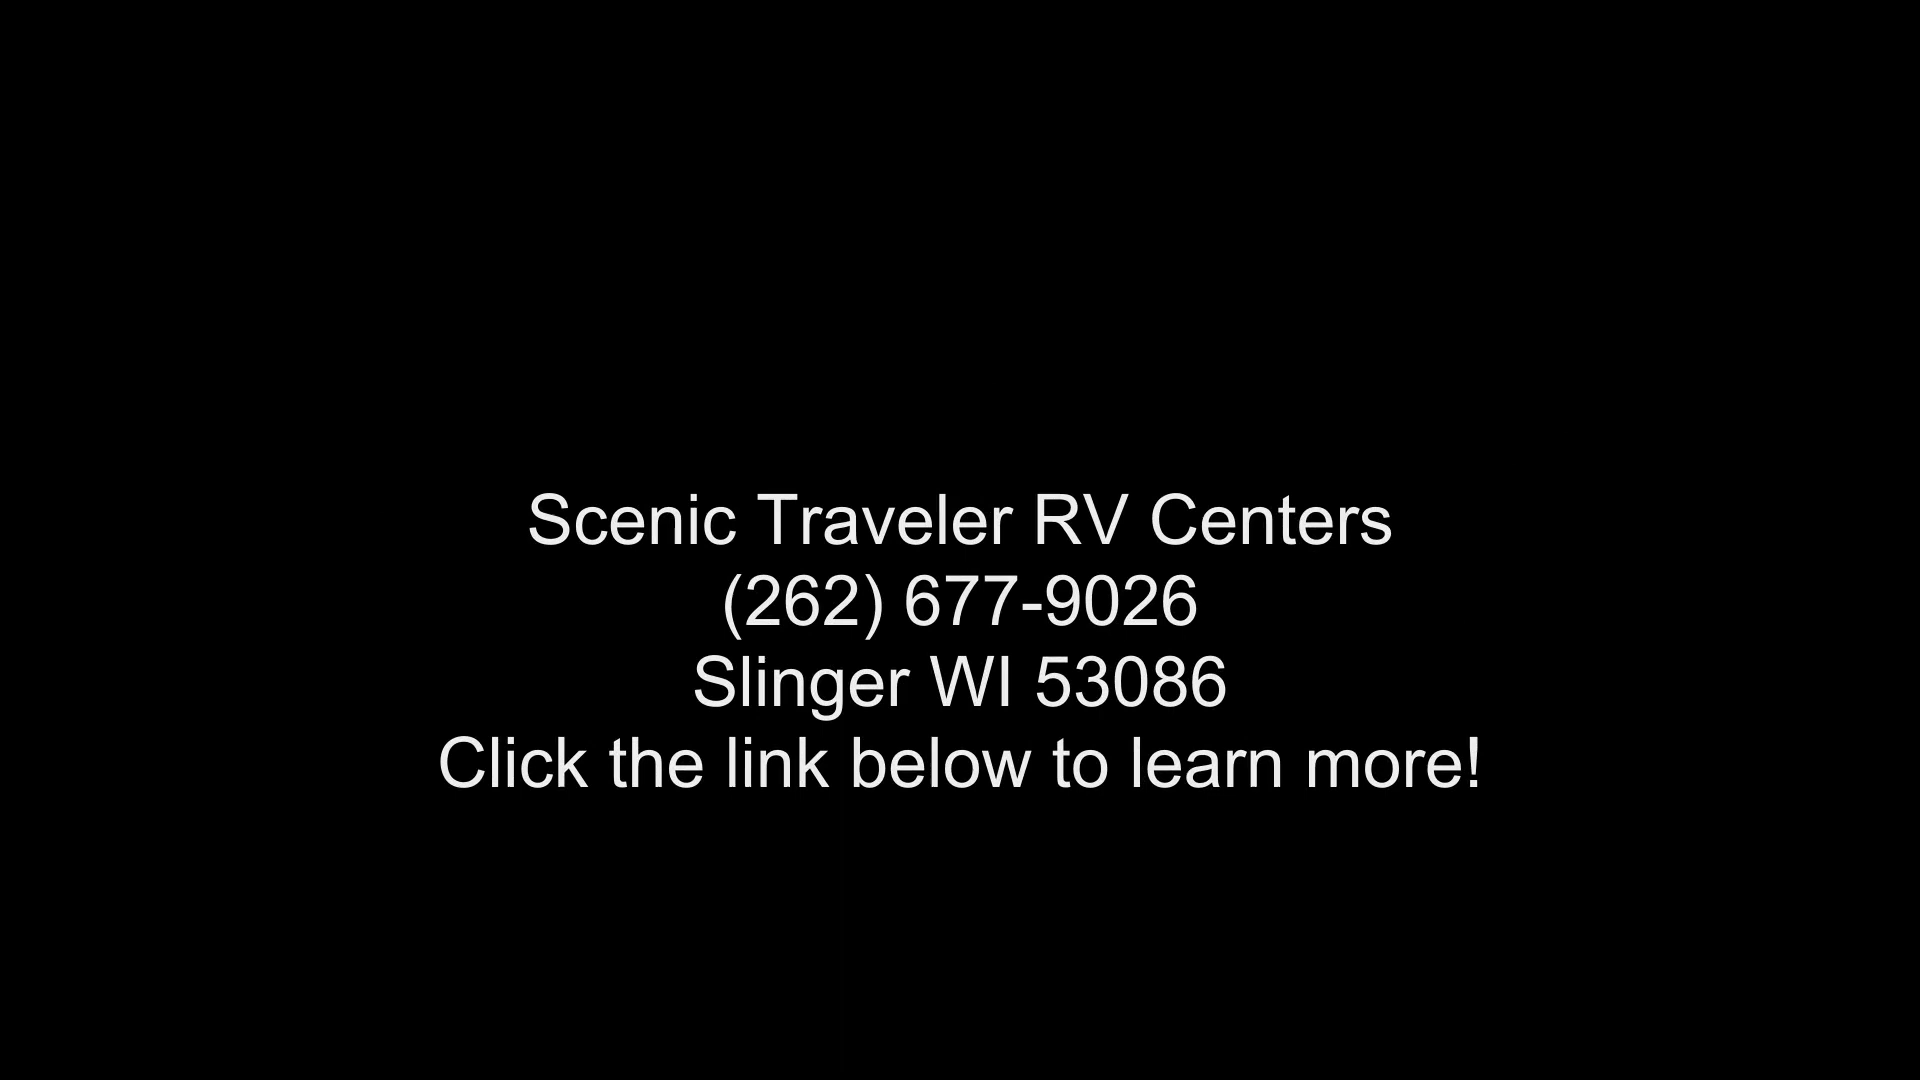 Scenic Traveler RV Centers
(262) 677-9026
Slinger WI 53086
Click the link below to learn more!